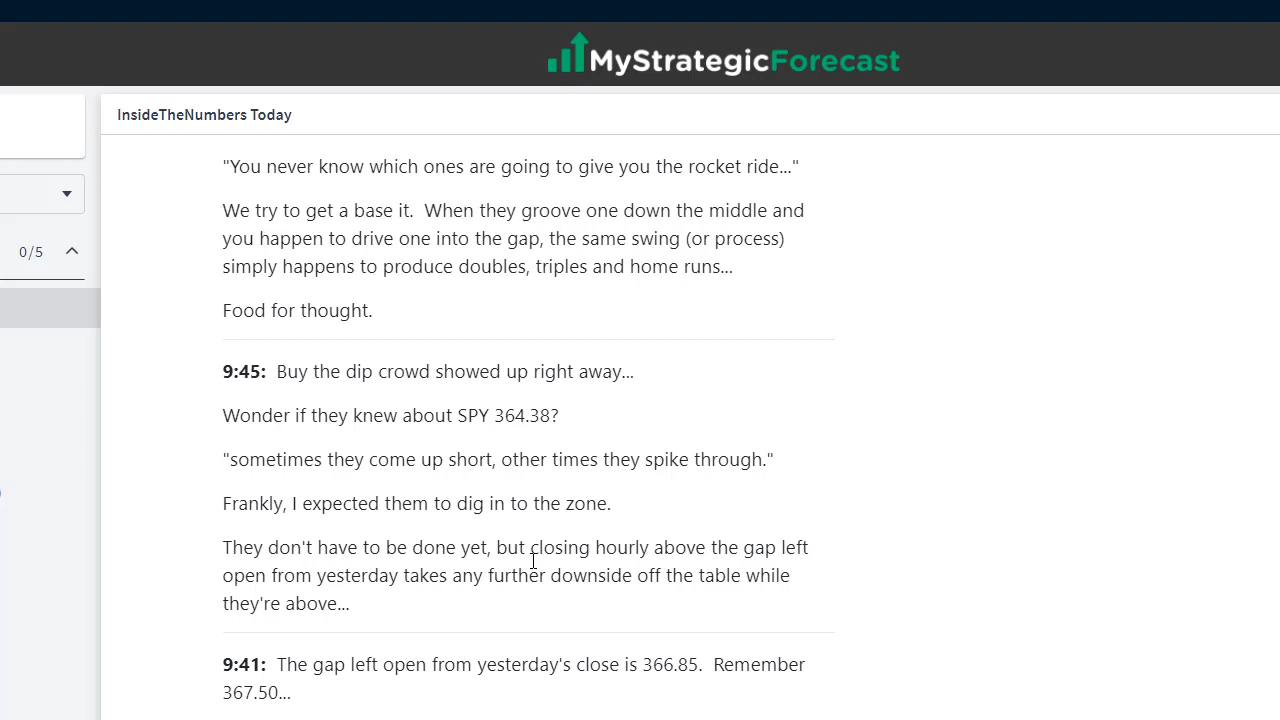 MyStrategicForecast
InsideTheNumbers Today
0/5
"You never know which ones are going to give you the rocket ride..."
We try to get a base it.  When they groove one down the middle and
you happen to drive one into the gap, the same swing (or process)
simply happens to produce doubles, triples and home runs...
Food for thought.
9:45:  Buy the dip crowd showed up right away...
Wonder if they knew about SPY 364.38?
"sometimes they come up short, other times they spike through."
Frankly, I expected them to dig in to the zone.
They don't have to be done yet, but closing hourly above the gap left
open from yesterday takes any further downside off the table while
they're above...
9:41:  The gap left open from yesterday's close is 366.85.  Remember
367.50...